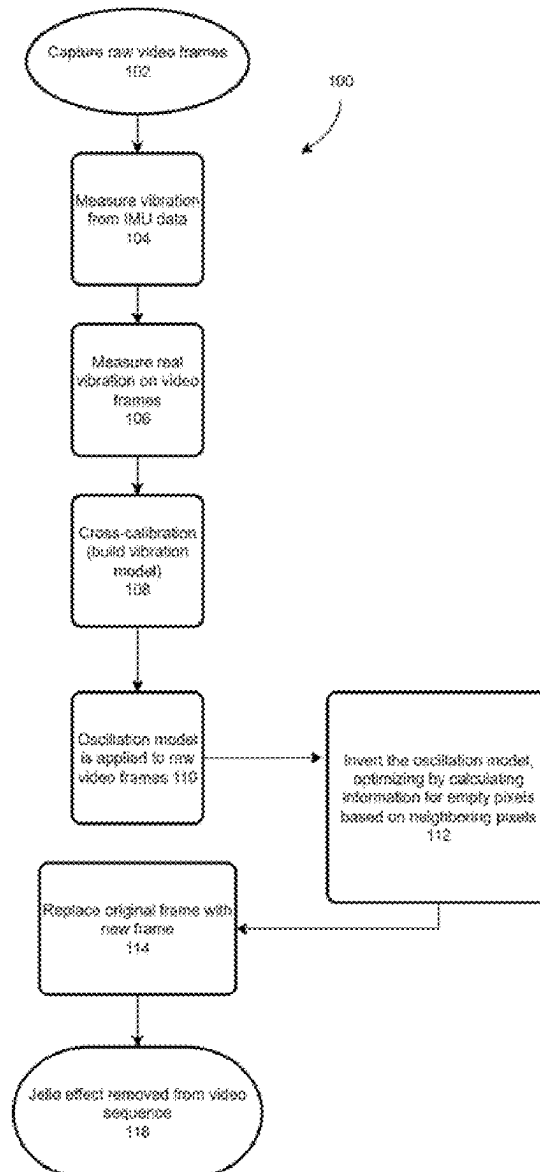 Capture raw video frames
102
100
Measure vibration
from IMU data
104
Measure real
vibration on video
frames
106
Cross-calibration
(build vibration
model)
108
Oscillation model
is applied to raw
video frames 110
Invert the oscillation model,
optimizing by calculating
information for empty pixels
based on neighboring pixels
112
Replace original frame with
new frame
114
Jello effect removed from video
sequence
116